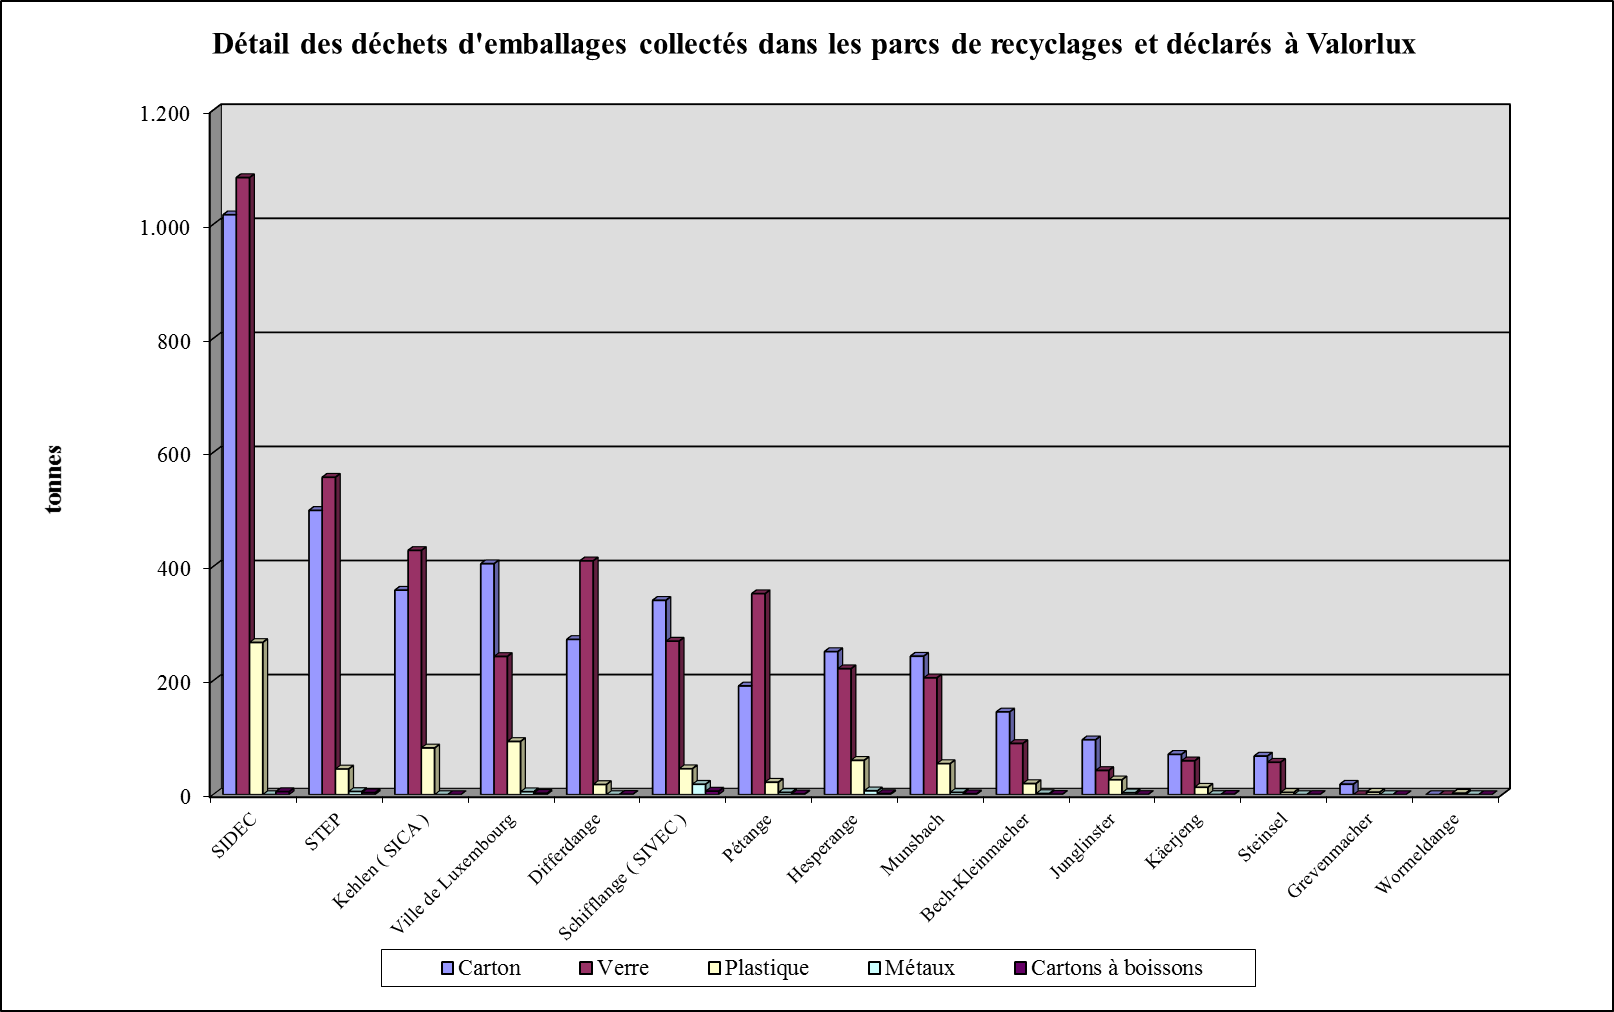 Détail des déchets d'emballages collectés dans les parcs de recyclages et déclarés à Valorlux
1.200
1.000
800
600
400
200
0
tonnes
SIDEC
STEP
Kehlen ( SICA )
Ville de Luxembourg
Differdange
Schifflange ( SIVEC )
Pétange
Hesperange
Munsbach
Bech-Kleinmacher
Junglinster
Käerjeng
Steinsel
Grevenmacher
Wormeldange
Carton Verre Plastique Métaux Cartons à boissons